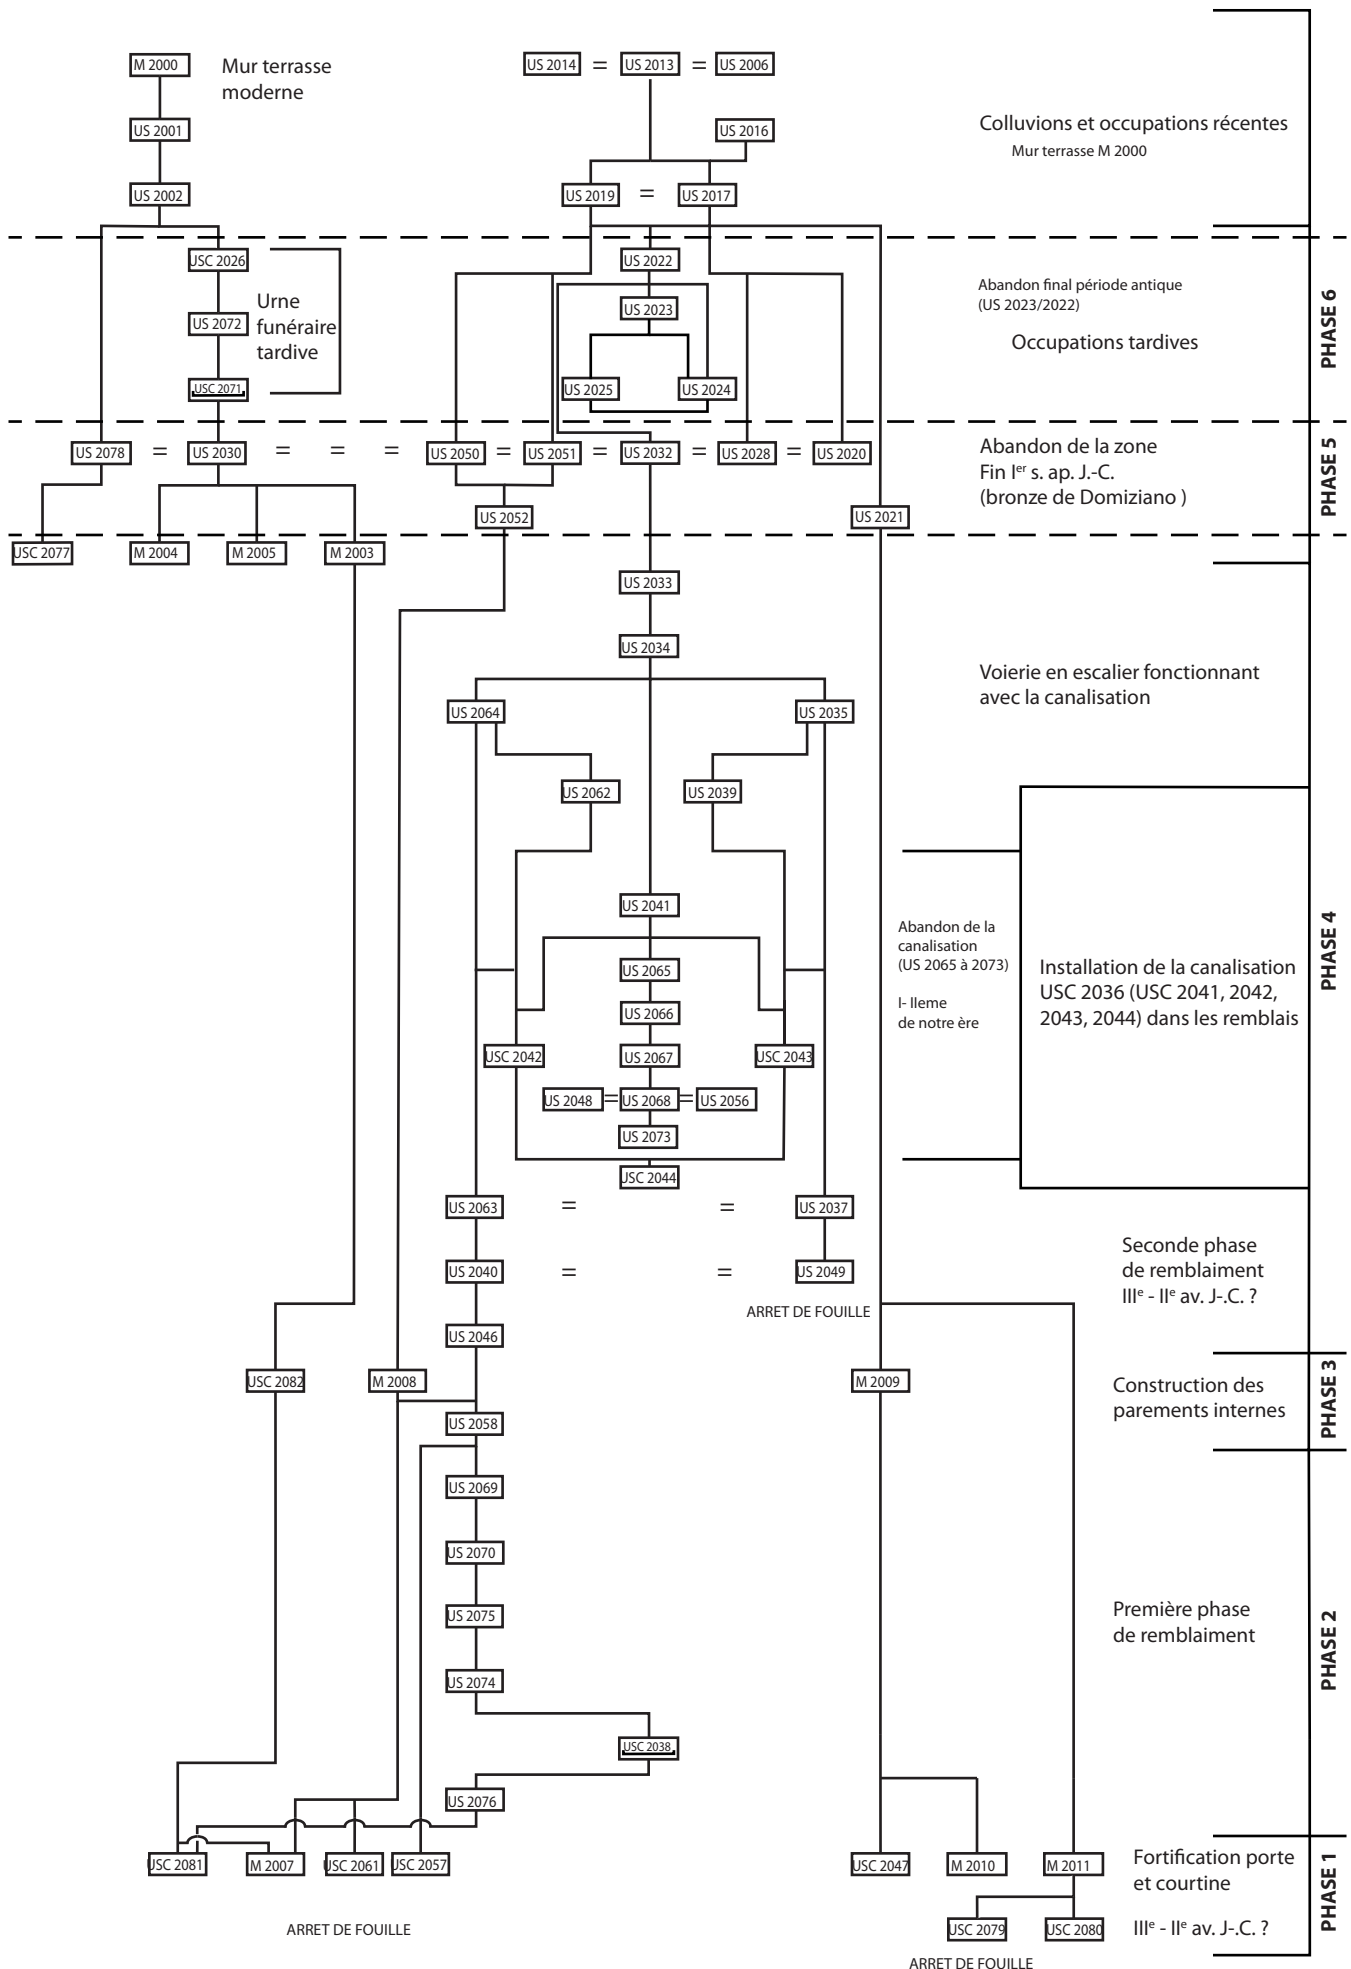 M 2000
Mur terrasse
moderne
US 2014 = US 2013 = US 2006
US 2001
US 2016
Colluvions et occupations récentes
Mur terrasse M 2000
US 2002
US 2019 = US 2017
USC 2026
US 2022
US 2072
Urne
funéraire
tardive
US 2023
Abandon final période antique
(US 2023/2022)
Occupations tardives
PHASE 6
USC 2071
US 2025
US 2024
US 2078 = US 2030 = = = US 2050 = US 2051 = US 2032 = US 2028 = US 2020
Abandon de la zone
Fin Ier s. ap. J.-C.
(bronze de Domiziano )
PHASE 5
US 2052
US 2021
USC 2077
M 2004
M 2005
M 2003
US 2033
US 2034
Voierie en escalier fonctionnant
avec la canalisation
US 2064
US 2035
US 2062
US 2039
US 2041
Abandon de la
canalisation
(US 2065 à 2073)
I- IIeme
de notre ère
Installation de la canalisation
USC 2036 (USC 2041, 2042,
2043, 2044) dans les remblais
PHASE 4
US 2065
US 2066
USC 2042
US 2067
USC 2043
US 2048 = US 2068 = US 2056
US 2073
USC 2044
US 2063 = = US 2037
US 2040 = = US 2049
Seconde phase
de remblaiment
IIIe - IIe av. J-.C. ?
ARRET DE FOUILLE
US 2046
USC 2082
M 2008
M 2009
Construction des
parements internes
PHASE 3
US 2058
US 2069
US 2070
US 2075
Première phase
de remblaiment
PHASE 2
US 2074
USC 2038
US 2076
USC 2081
M 2007
USC 2061
USC 2057
USC 2047
M 2010
M 2011
Fortification porte
et courtine
PHASE 1
USC 2079
USC 2080
IIIe - IIe av. J-.C. ?
ARRET DE FOUILLE
ARRET DE FOUILLE